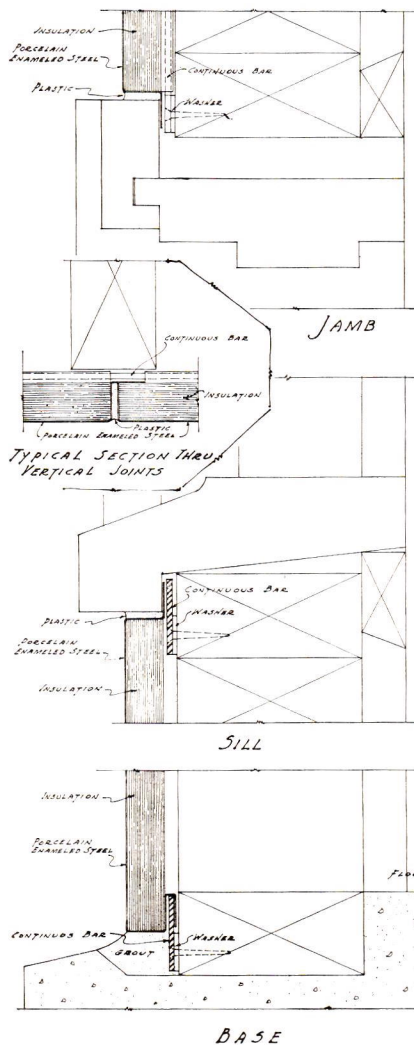 INSULATION
PORCELAIN
ENAMELED STEEL
PLASTIC
CONTINUOUS BAR
WASHER
JAMB
CONTINUOUS BAR
INSULATION
PLASTIC
PORCELAIN ENAMELED STEEL
TYPICAL SECTION THRU
VERTICAL JOINTS
CONTINUOUS BAR
WASHER
PLASTIC
PORCELAIN
ENAMELED STEEL
INSULATION
SILL
INSULATION
PORCELAIN
ENAMELED STEEL
FLOO
CONTINUOS BAR
WASHER
GROUT
BASE